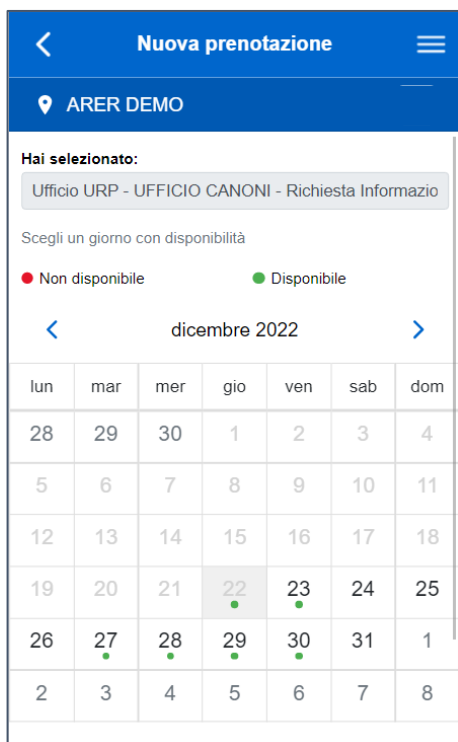 Nuova prenotazione
ARER DEMO
Hai selezionato:
Ufficio URP - UFFICIO CANONI - Richiesta Informazio
Scegli un giorno con disponibilità
Non disponibile Disponibile
dicembre 2022
lun mar mer gio ven sab dom
28 29 30 1 2 3 4
5 6 7 8 9 10 11
12 13 14 15 16 17 18
19 20 21 22 23 24 25
26 27 28 29 30 31 1
2 3 4 5 6 7 8